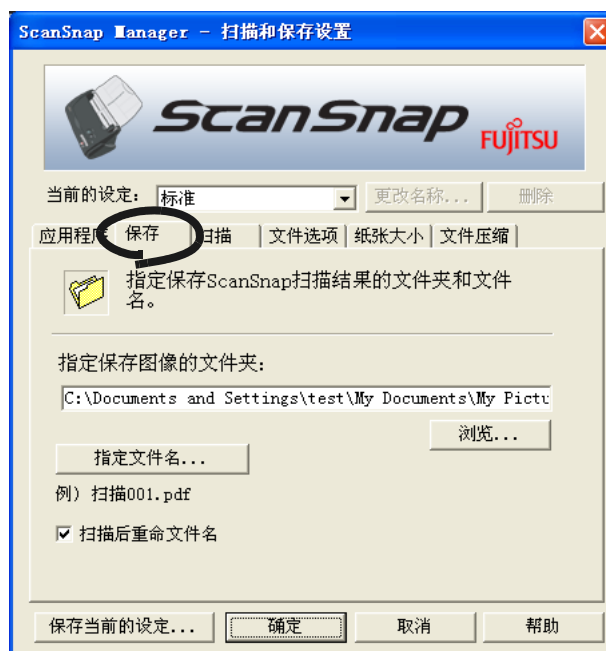 ScanSnap Manager - 扫描和保存设置
ScanSnap
FUJITSU
当前的设定： 标准 更改名称... 删除
应用程序 保存 扫描 文件选项 纸张大小 文件压缩
指定保存ScanSnap扫描结果的文件夹和文件
名。
指定保存图像的文件夹：
C:\Documents and Settings\test\My Documents\My Pictu
浏览...
指定文件名...
例）扫描001.pdf
扫描后重命文件名
保存当前的设定... 确定 取消 帮助